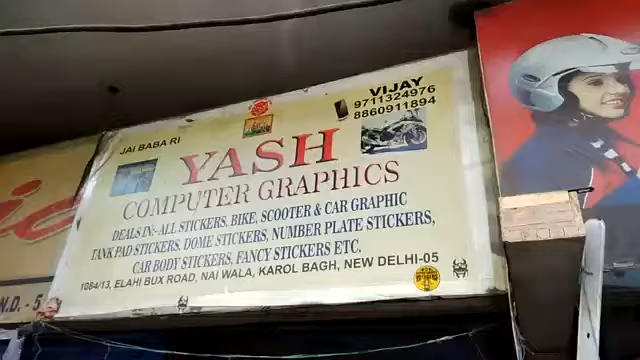 JAI BABA RI
VIJAY
9711324976
8860911894
YASH
COMPUTER GRAPHICS
DEALS IN:-ALL STICKERS, BIKE, SCOOTER & CAR GRAPHIC
TANK PAD STICKERS, DOME STICKERS, NUMBER PLATE STICKERS,
CAR BODY STICKERS, FANCY STICKERS ETC.
1084/13, ELAHI BUX ROAD, NAI WALA, KAROL BAGH, NEW DELHI-05
N.D. - 5